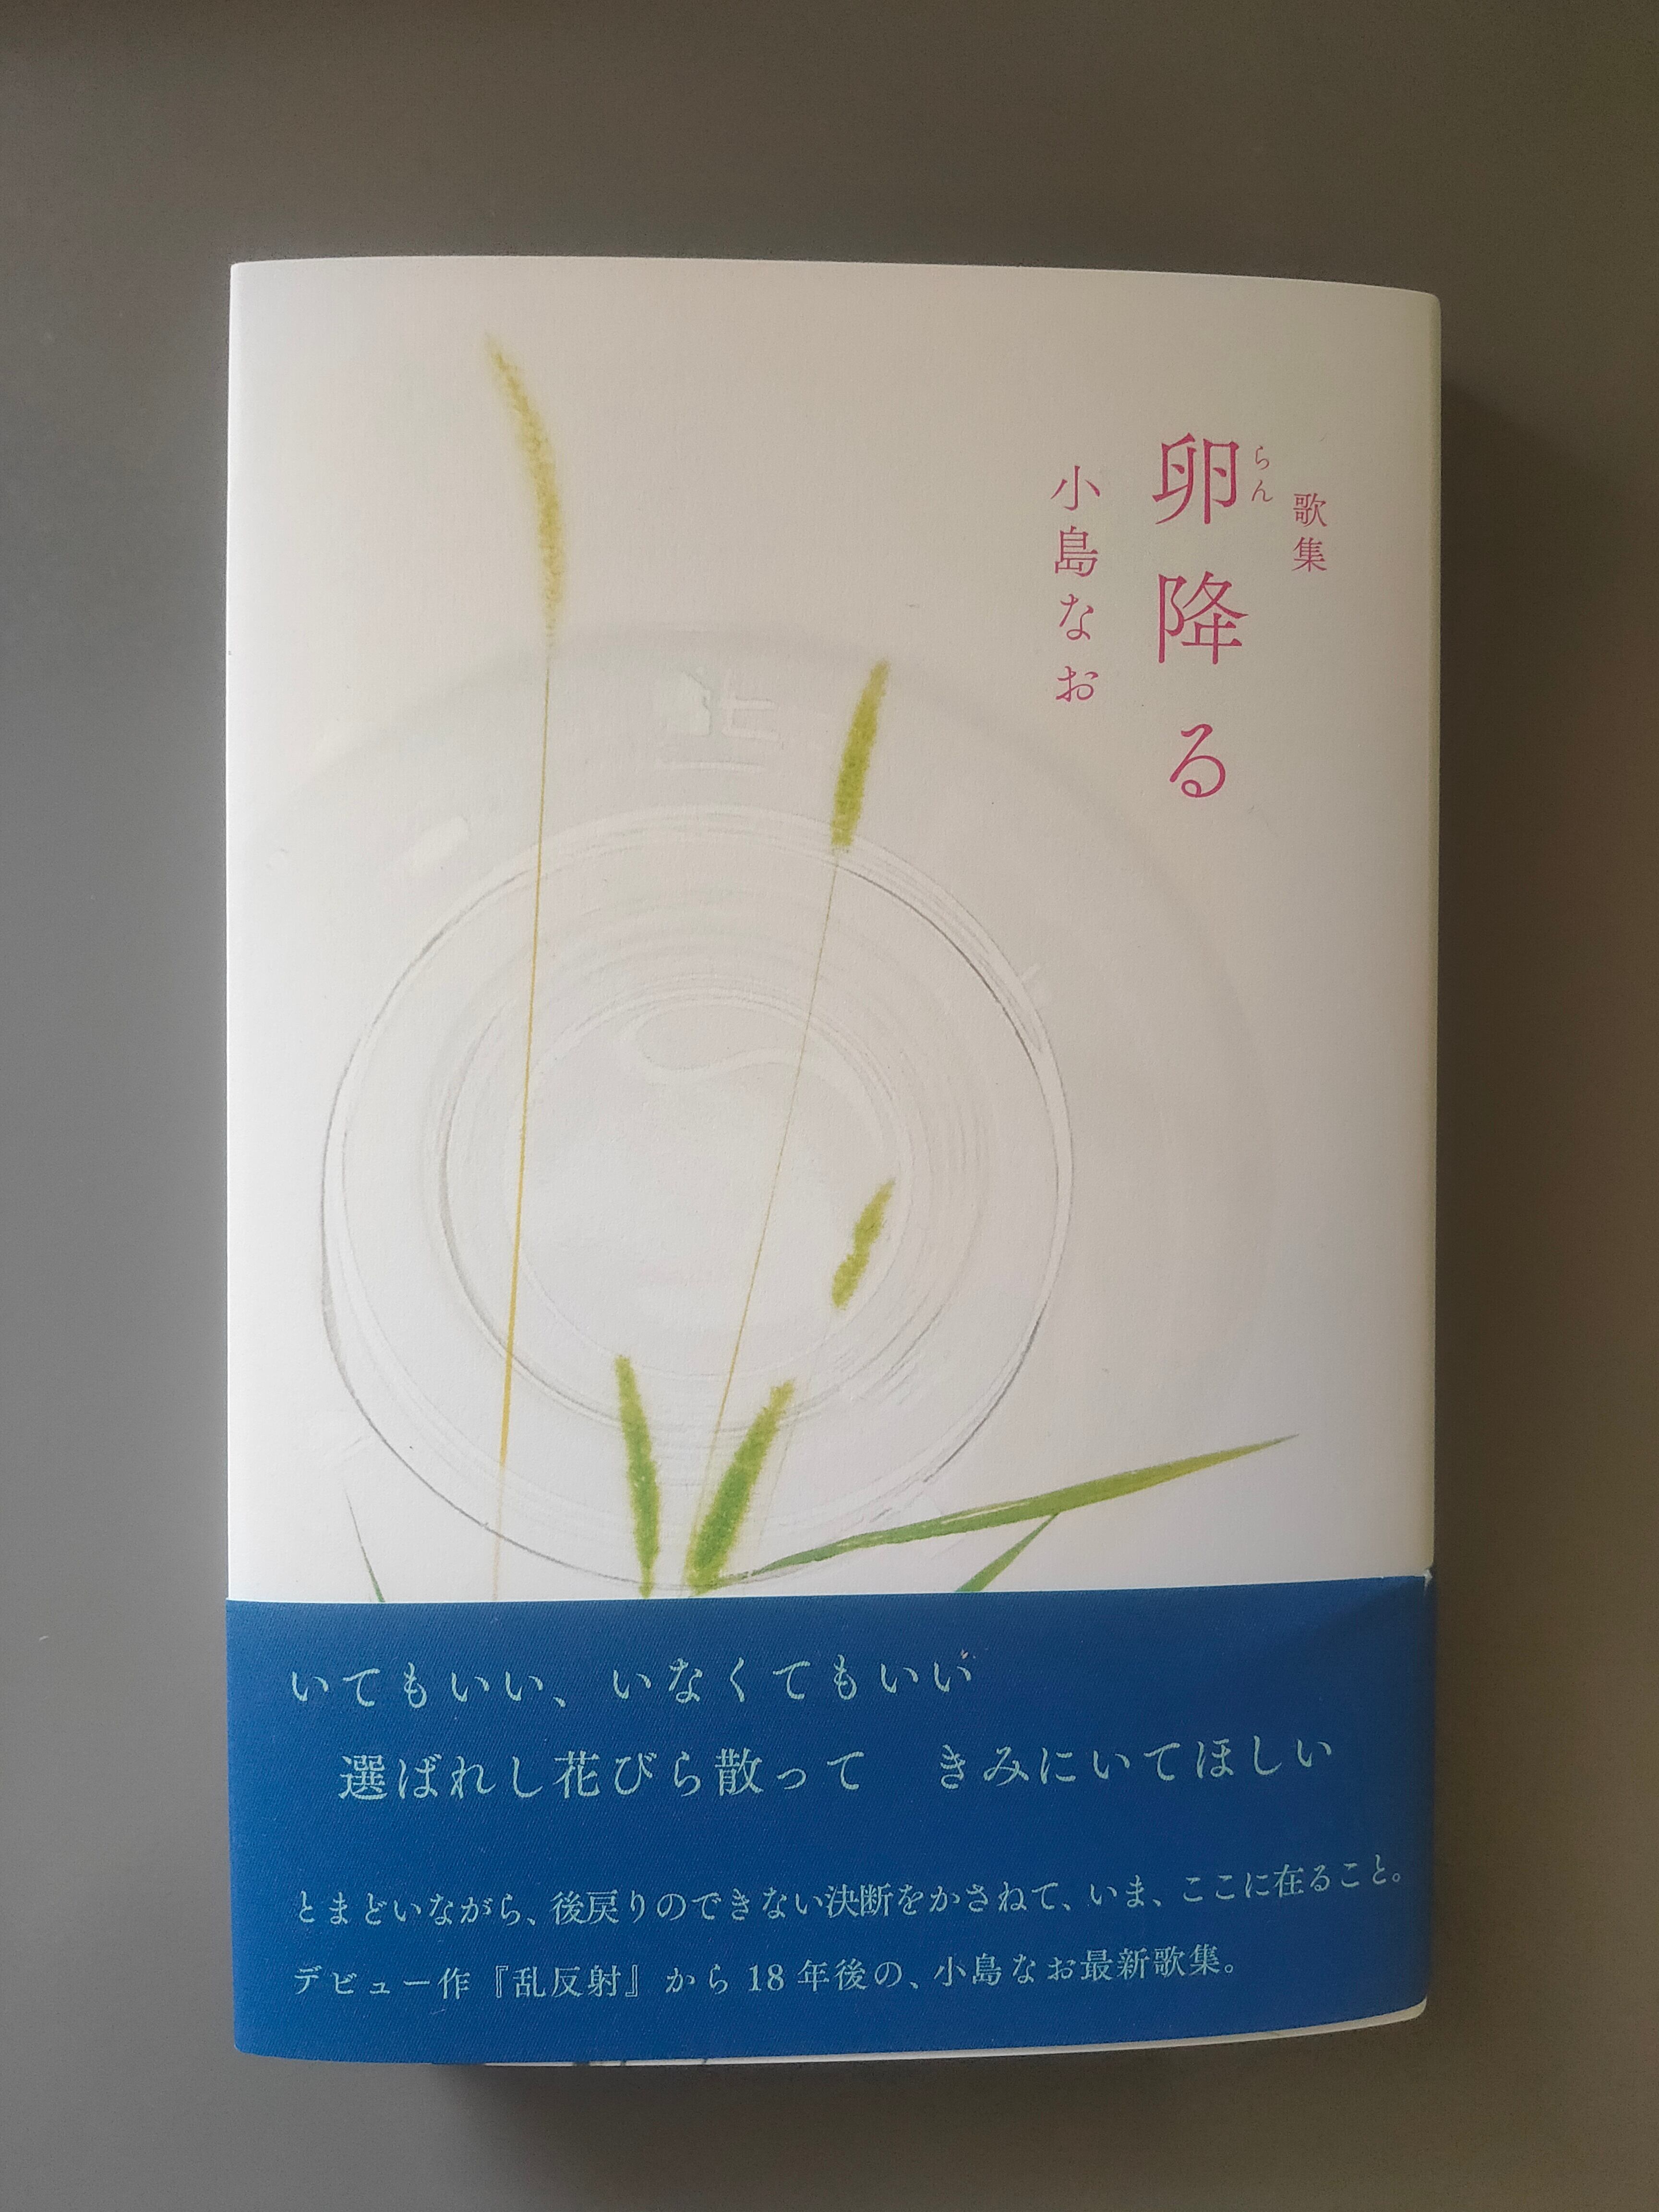 歌集
らん
卵降る
小島なお
いてもいい、いなくてもいい
選ばれし花びら散って　きみにいてほしい
とまどいながら、後戻りのできない決断をかさねて、いま、ここに在ること。
デビュー作『乱反射』から18年後の、小島なお最新歌集。